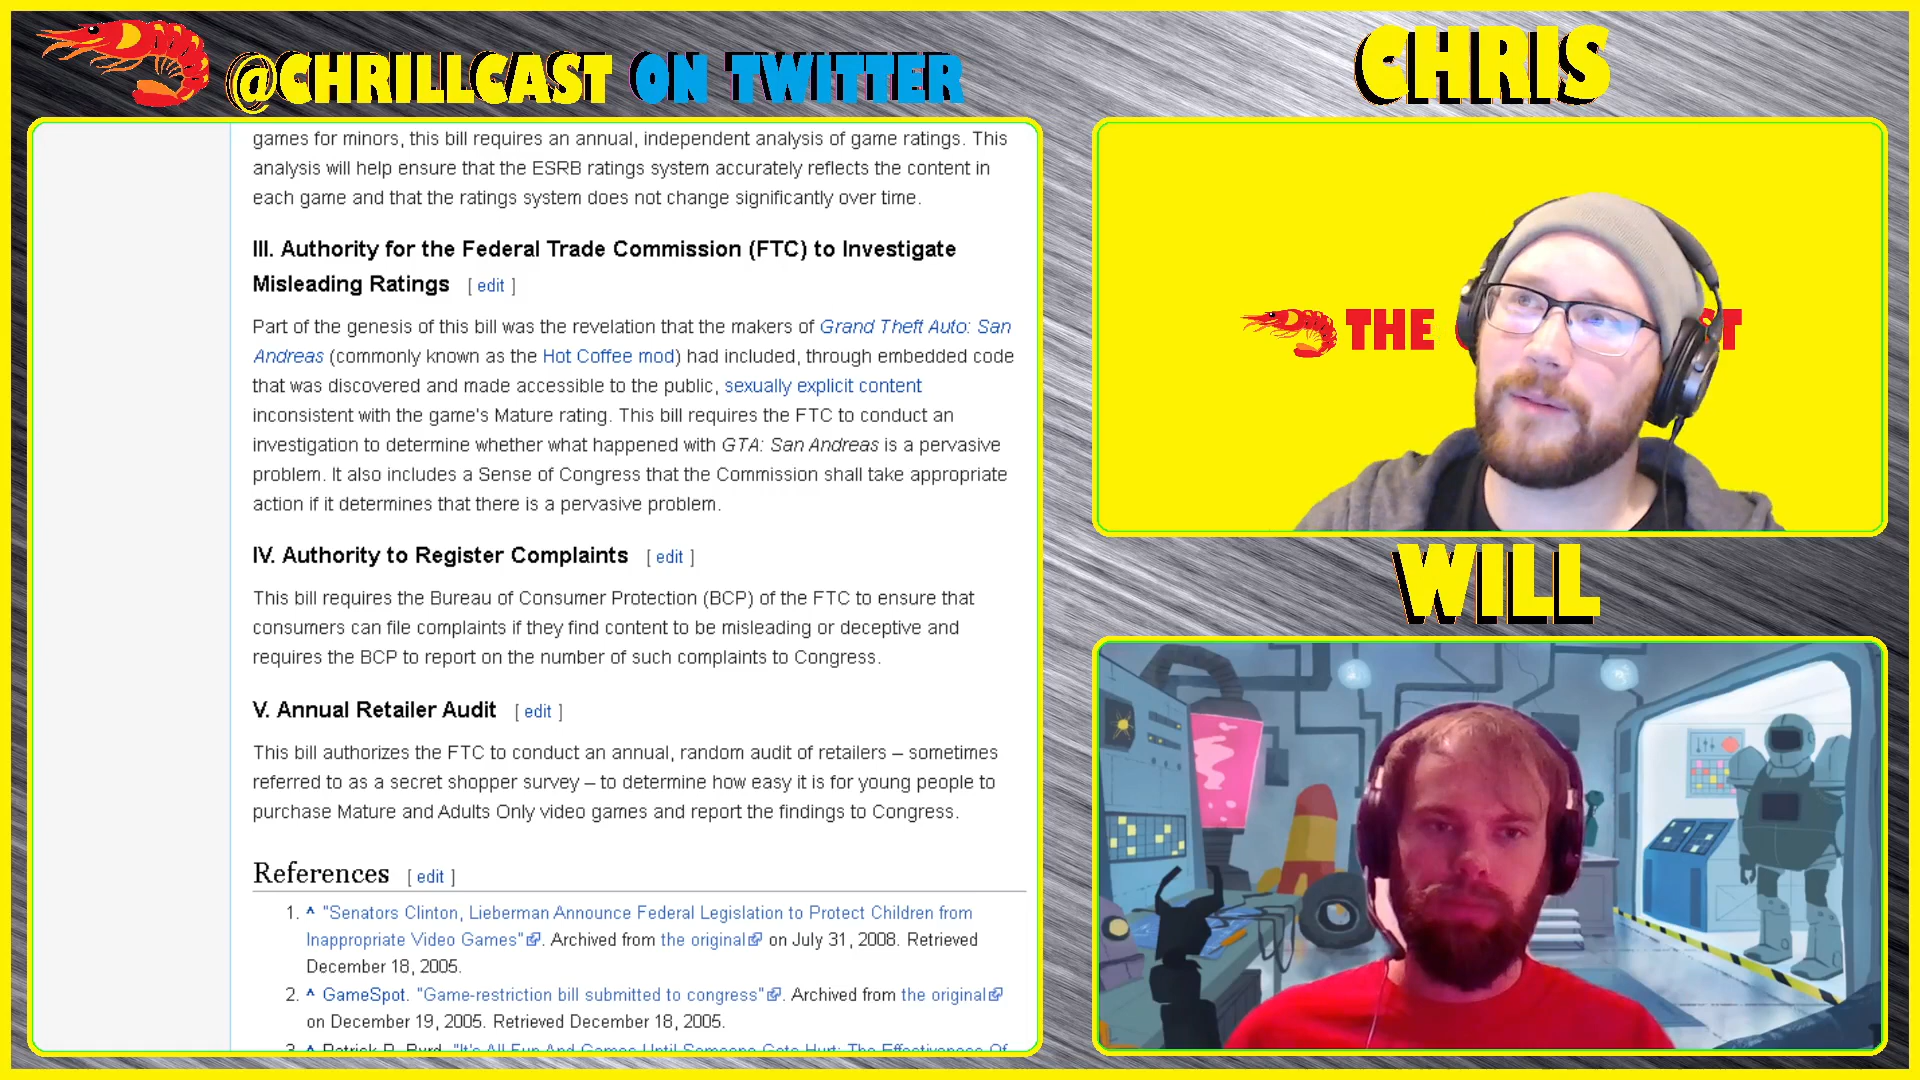 @CHRILLCAST ON TWITTER
CHRIS
games for minors, this bill requires an annual, independent analysis of game ratings. This
analysis will help ensure that the ESRB ratings system accurately reflects the content in
each game and that the ratings system does not change significantly over time.
III. Authority for the Federal Trade Commission (FTC) to Investigate
Misleading Ratings [ edit ]
Part of the genesis of this bill was the revelation that the makers of Grand Theft Auto: San
Andreas (commonly known as the Hot Coffee mod) had included, through embedded code
that was discovered and made accessible to the public, sexually explicit content
inconsistent with the game's Mature rating. This bill requires the FTC to conduct an
investigation to determine whether what happened with GTA: San Andreas is a pervasive
problem. It also includes a Sense of Congress that the Commission shall take appropriate
action if it determines that there is a pervasive problem.
IV. Authority to Register Complaints [ edit ]
This bill requires the Bureau of Consumer Protection (BCP) of the FTC to ensure that
consumers can file complaints if they find content to be misleading or deceptive and
requires the BCP to report on the number of such complaints to Congress.
V. Annual Retailer Audit [ edit ]
This bill authorizes the FTC to conduct an annual, random audit of retailers – sometimes
referred to as a secret shopper survey – to determine how easy it is for young people to
purchase Mature and Adults Only video games and report the findings to Congress.
References [ edit ]
1. ^ "Senators Clinton, Lieberman Announce Federal Legislation to Protect Children from
Inappropriate Video Games". Archived from the original on July 31, 2008. Retrieved
December 18, 2005.
2. ^ GameSpot. "Game-restriction bill submitted to congress". Archived from the original
on December 19, 2005. Retrieved December 18, 2005.
3. ^ Patrick R. Byrd. "It's All Fun And Games Until Someone Gets Hurt: The Effectiveness Of
THE
WILL